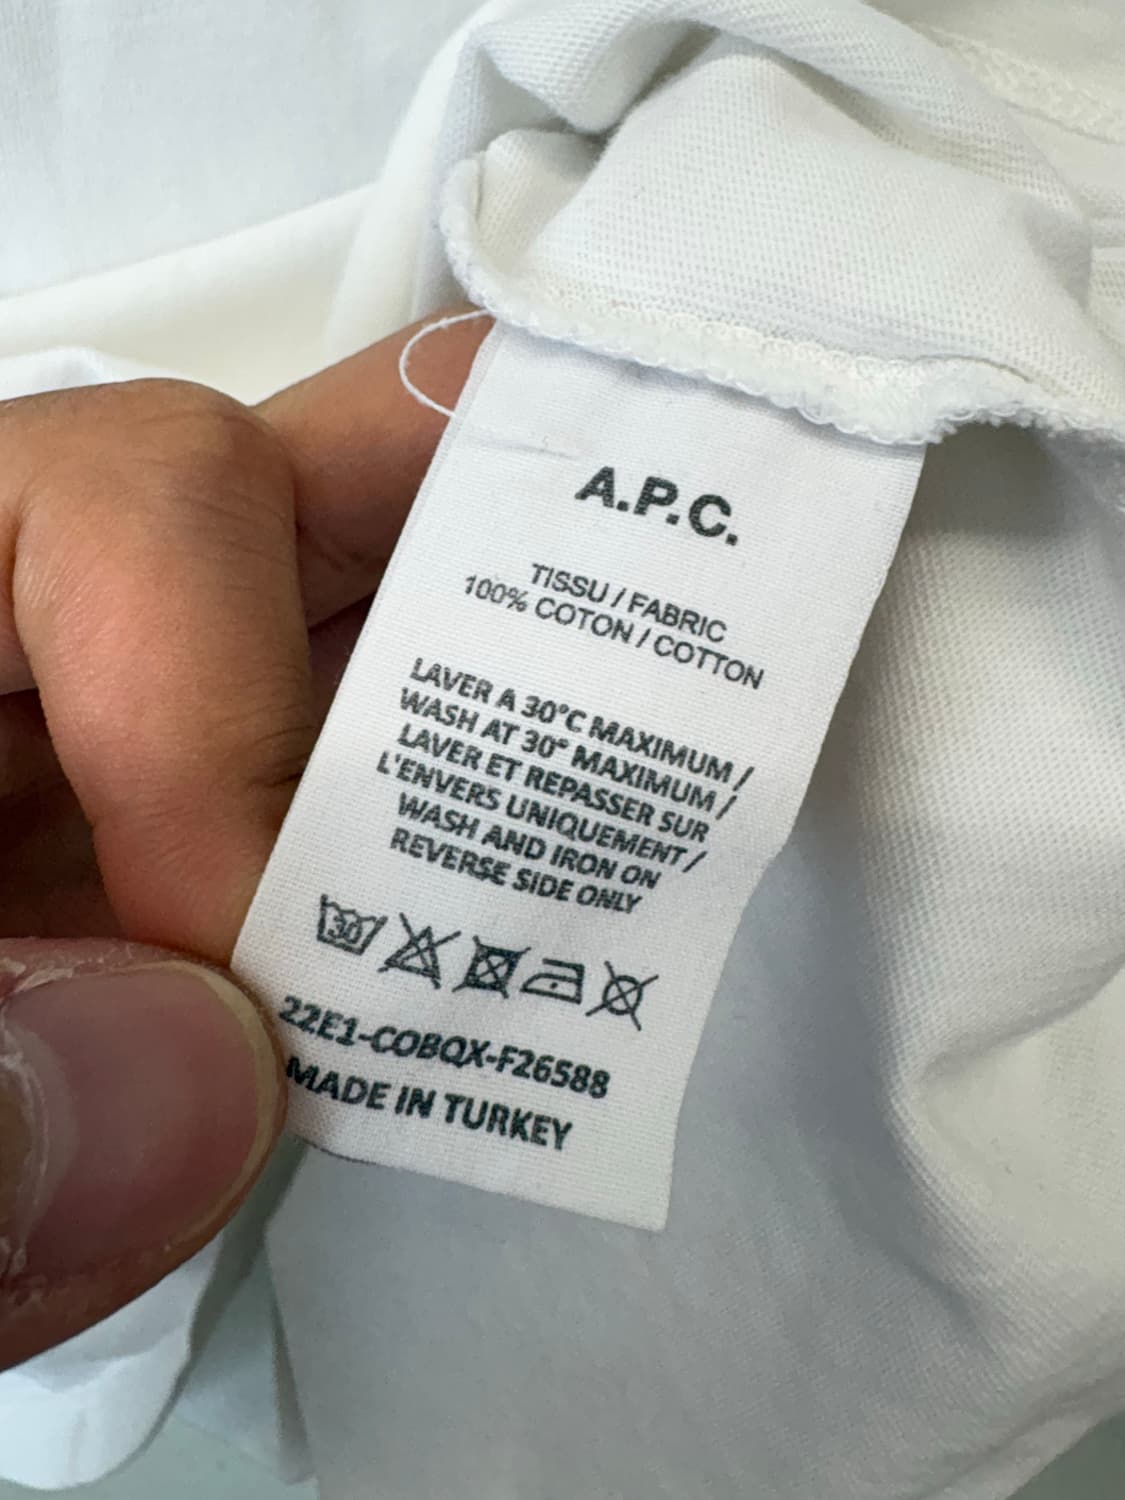 A.P.C.
TISSU / FABRIC
100% COTON / COTTON
LAVER A 30°C MAXIMUM /
WASH AT 30° MAXIMUM /
LAVER ET REPASSER SUR
L'ENVERS UNIQUEMENT /
WASH AND IRON ON
REVERSE SIDE ONLY
30
22E1-COBQX-F26588
MADE IN TURKEY